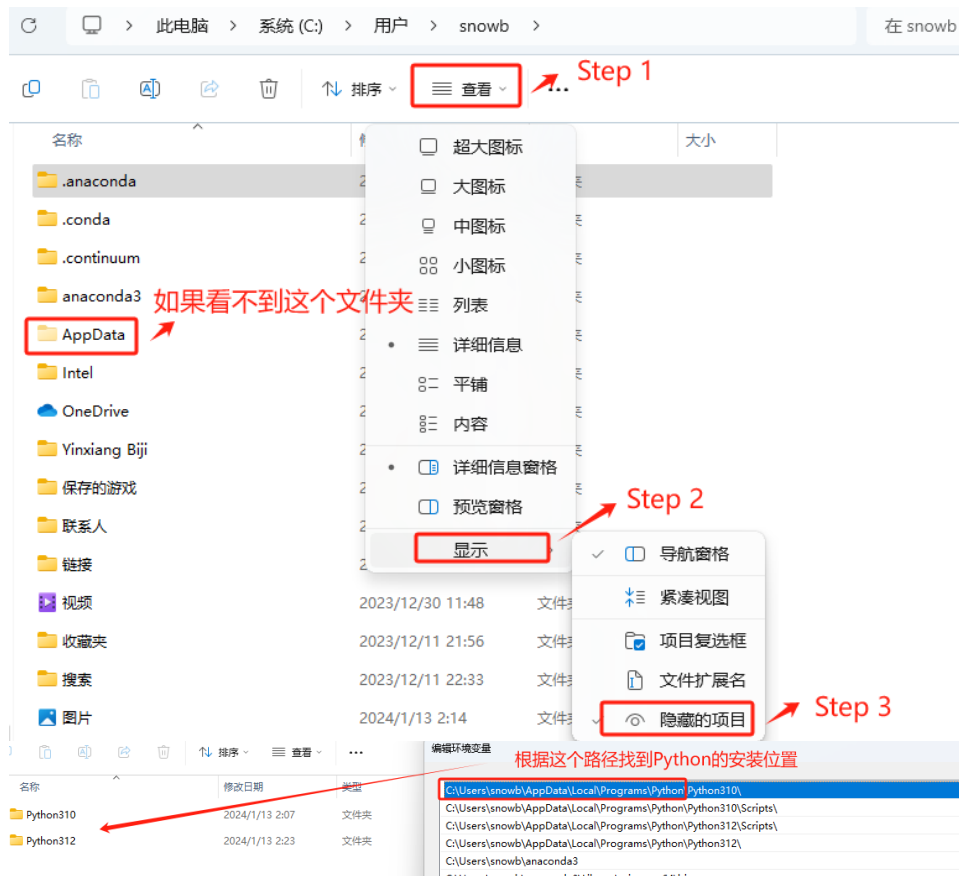 此电脑 > 系统 (C:) > 用户 > snowb >
在 snowb
排序
查看
Step 1
名称
大小
超大图标
.anaconda
大图标
.conda
中图标
.continuum
小图标
anaconda3
如果看不到这个文件夹
列表
AppData
详细信息
Intel
平铺
OneDrive
内容
Yinxiang Biji
详细信息窗格
保存的游戏
预览窗格
Step 2
联系人
显示
链接
导航窗格
视频
2023/12/30 11:48
紧凑视图
收藏夹
2023/12/11 21:56
项目复选框
搜索
2023/12/11 22:33
文件扩展名
图片
2024/1/13 2:14
隐藏的项目
Step 3
排序
查看
编辑环境变量
根据这个路径找到Python的安装位置
名称
修改日期
类型
C:\Users\snowb\AppData\Local\Programs\Python\Python310\
Python310
2024/1/13 2:07
文件夹
C:\Users\snowb\AppData\Local\Programs\Python\Python310\Scripts\
C:\Users\snowb\AppData\Local\Programs\Python\Python312\Scripts\
Python312
2024/1/13 2:23
文件夹
C:\Users\snowb\AppData\Local\Programs\Python\Python312\
C:\Users\snowb\anaconda3